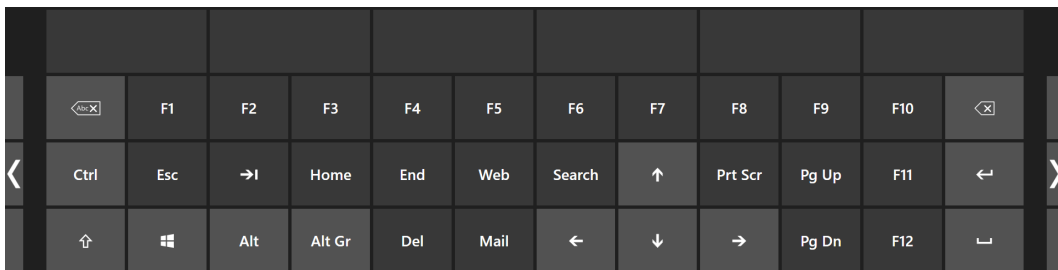 Abc F1 F2 F3 F4 F5 F6 F7 F8 F9 F10
Ctrl Esc Home End Web Search Prt Scr Pg Up F11
Alt Alt Gr Del Mail Pg Dn F12